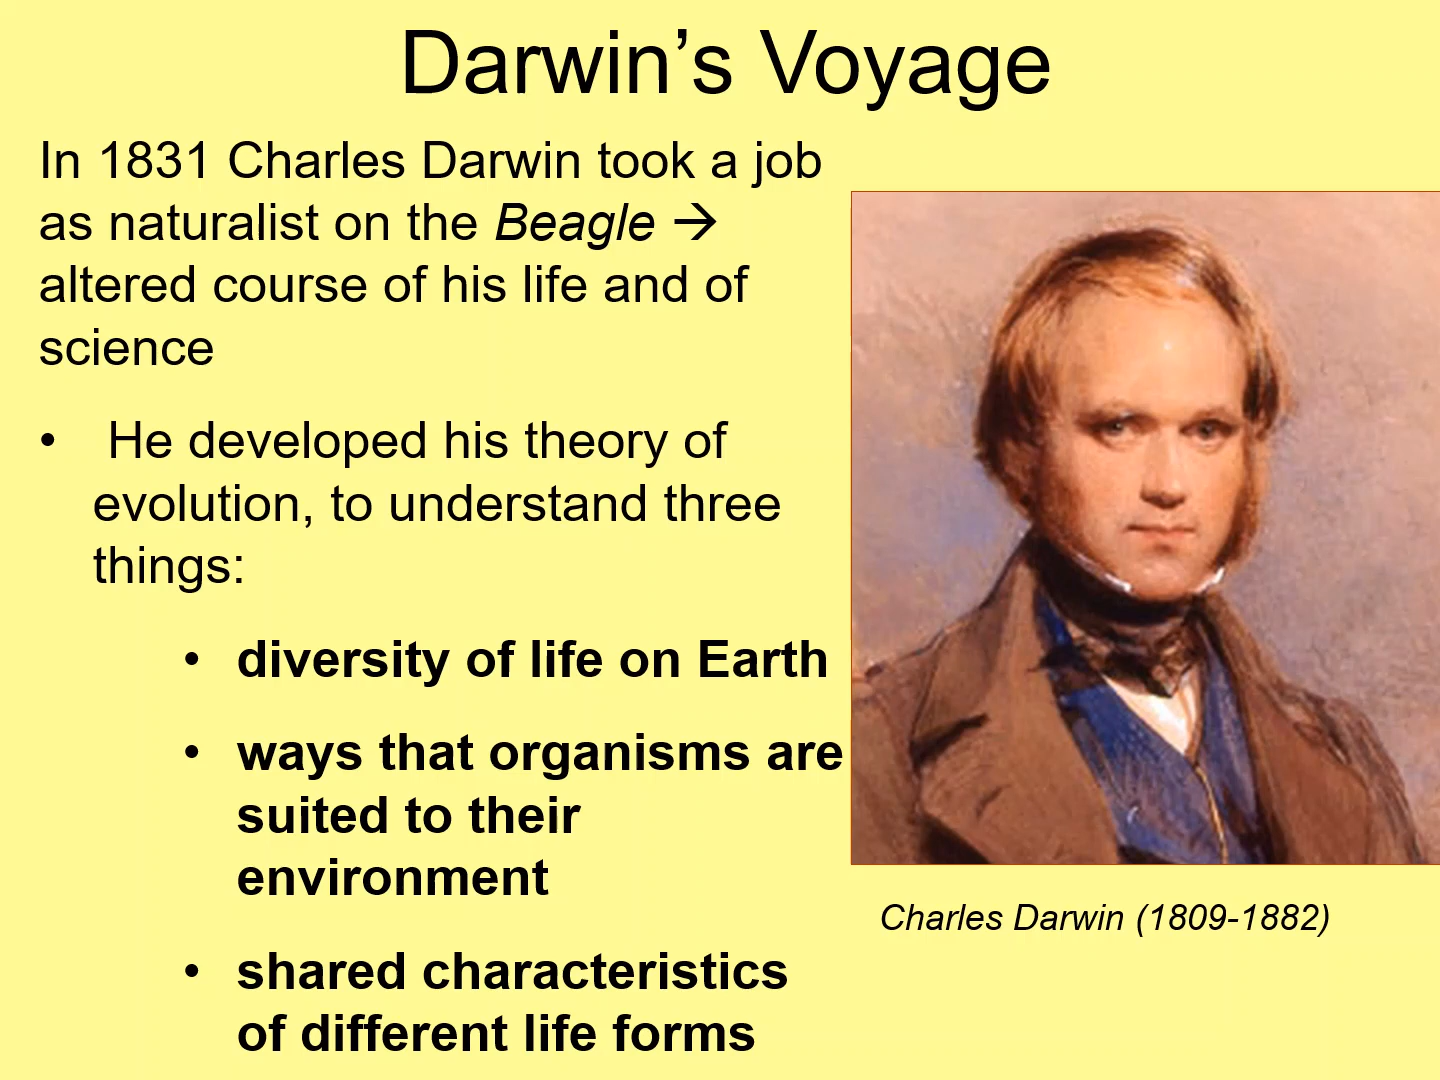 Darwin’s Voyage
In 1831 Charles Darwin took a job
as naturalist on the Beagle →
altered course of his life and of
science
• He developed his theory of
evolution, to understand three
things:
• diversity of life on Earth
• ways that organisms are
suited to their
environment
• shared characteristics
of different life forms
Charles Darwin (1809-1882)